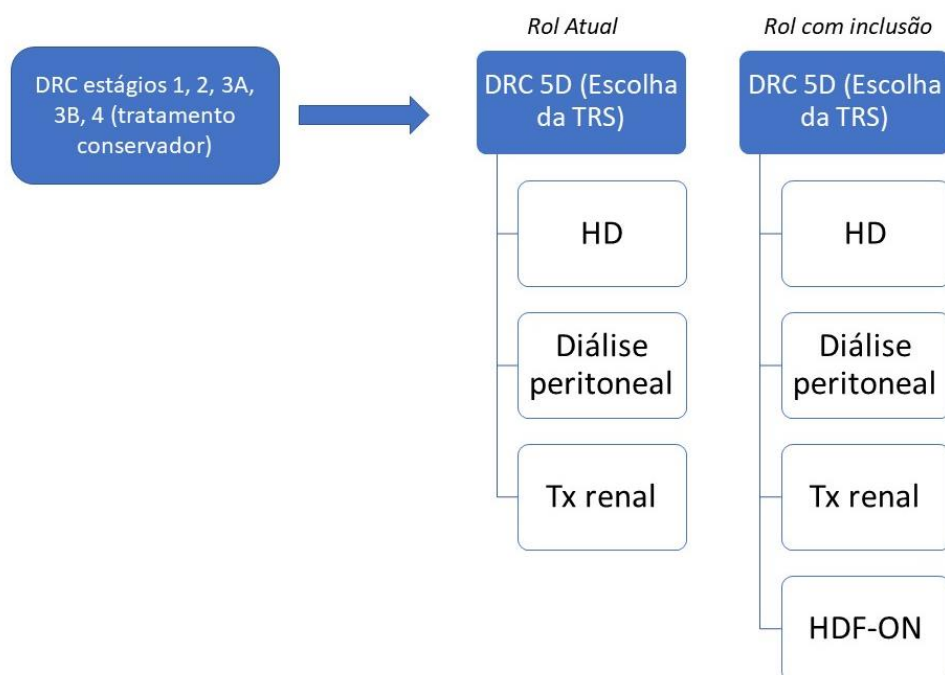 Rol Atual
Rol com inclusão
DRC estágios 1, 2, 3A,
3B, 4 (tratamento
conservador)
DRC 5D (Escolha
da TRS)
HD
Diálise
peritoneal
Tx renal
DRC 5D (Escolha
da TRS)
HD
Diálise
peritoneal
Tx renal
HDF-ON